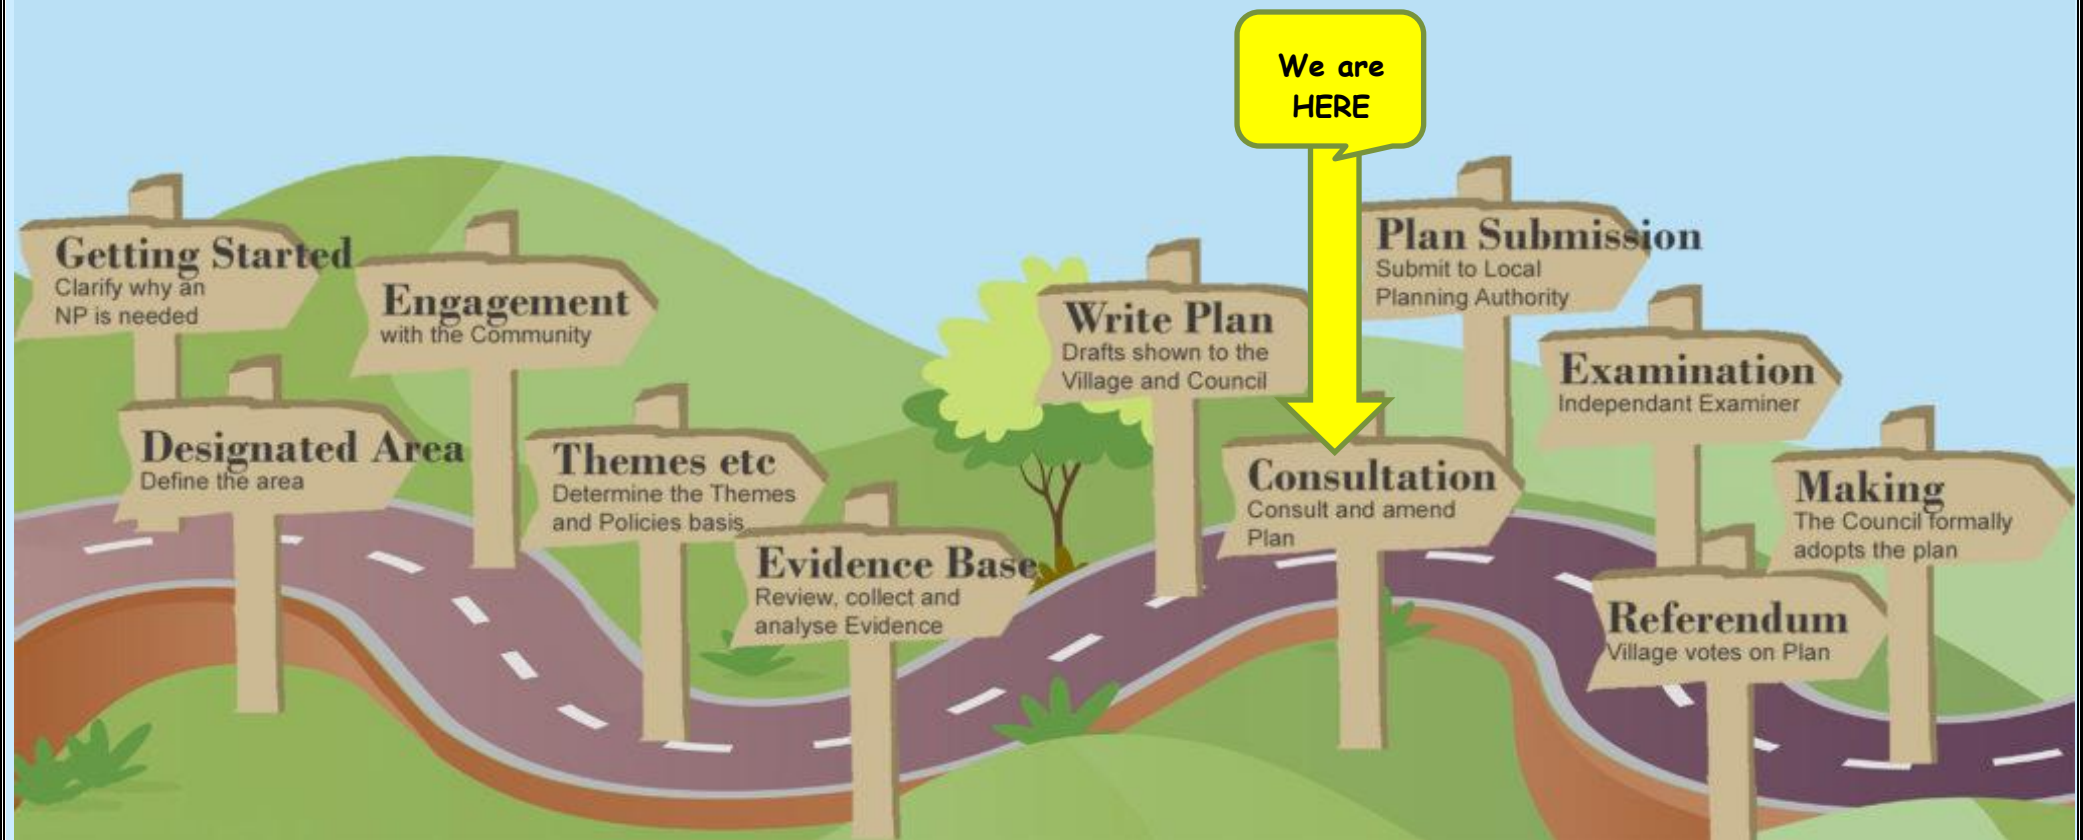 We are
HERE
Getting Started
Clarify why an
NP is needed
Designated Area
Define the area
Engagement
with the Community
Themes etc
Determine the Themes
and Policies basis
Evidence Base
Review, collect and
analyse Evidence
Write Plan
Drafts shown to the
Village and Council
Consultation
Consult and amend
Plan
Plan Submission
Submit to Local
Planning Authority
Examination
Independant Examiner
Referendum
Village votes on Plan
Making
The Council formally
adopts the plan